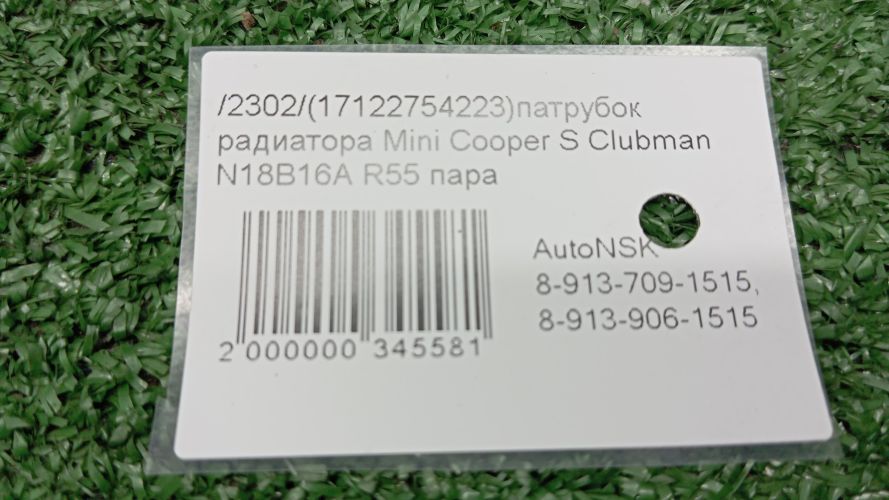 /2302/(17122754223)патрубок
радиатора Mini Cooper S Clubman
N18B16A R55 пара
AutoNSK
8-913-709-1515,
8-913-906-1515
2 000000 345581